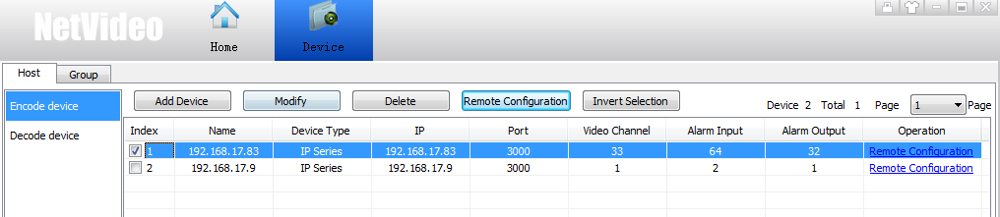 NetVideo
Home
Device
Host Group
Encode device
Decode device
Add Device Modify Delete Remote Configuration Invert Selection Device 2 Total 1 Page 1 Page
Index Name Device Type IP Port Video Channel Alarm Input Alarm Output Operation
1 192.168.17.83 IP Series 192.168.17.83 3000 33 64 32 Remote Configuration
2 192.168.17.9 IP Series 192.168.17.9 3000 1 2 1 Remote Configuration